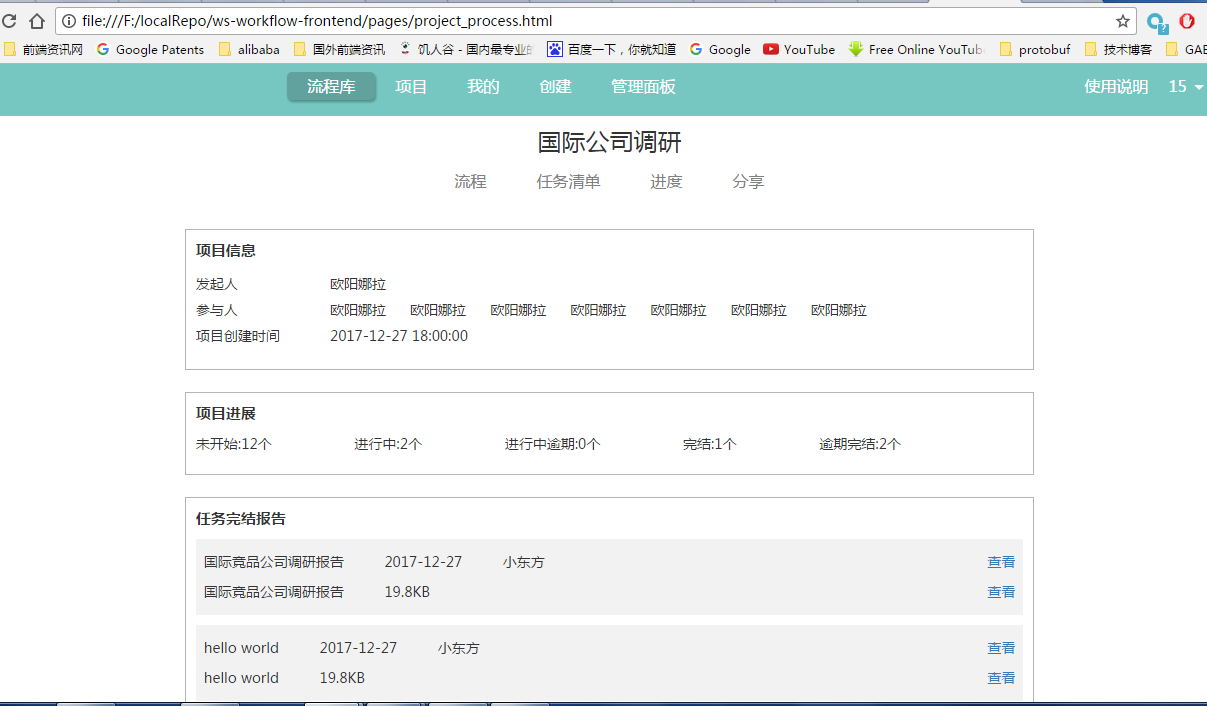 file:///F:/localRepo/ws-workflow-frontend/pages/project_process.html
前端资讯网 Google Patents alibaba 国外前端资讯 饥人谷 - 国内最专业的 百度一下，你就知道 Google YouTube Free Online YouTub protobuf 技术博客 GAE
流程库 项目 我的 创建 管理面板 使用说明 15
国际公司调研
流程 任务清单 进度 分享
项目信息
发起人 欧阳娜拉
参与人 欧阳娜拉 欧阳娜拉 欧阳娜拉 欧阳娜拉 欧阳娜拉 欧阳娜拉 欧阳娜拉
项目创建时间 2017-12-27 18:00:00
项目进展
未开始:12个 进行中:2个 进行中逾期:0个 完结:1个 逾期完结:2个
任务完结报告
国际竞品公司调研报告 2017-12-27 小东方 查看
国际竞品公司调研报告 19.8KB 查看
hello world 2017-12-27 小东方 查看
hello world 19.8KB 查看